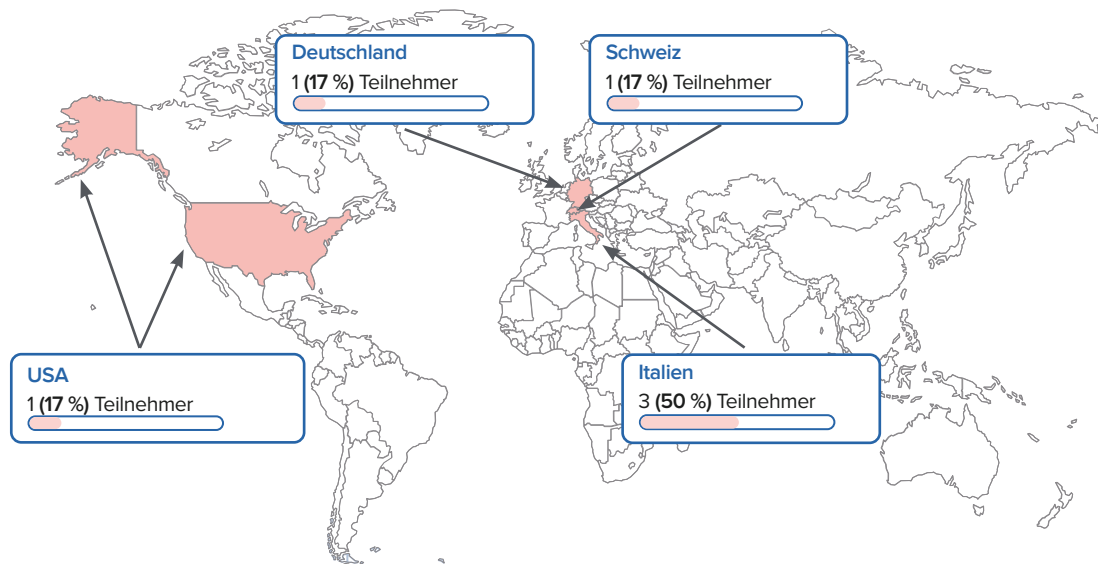 Deutschland
1 (17 %) Teilnehmer
Schweiz
1 (17 %) Teilnehmer
USA
1 (17 %) Teilnehmer
Italien
3 (50 %) Teilnehmer